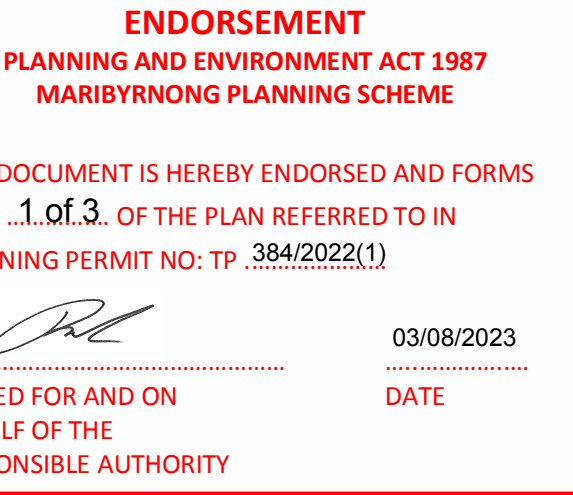 ENDORSEMENT
PLANNING AND ENVIRONMENT ACT 1987
MARIBYRNONG PLANNING SCHEME
DOCUMENT IS HEREBY ENDORSED AND FORMS
1 of 3 OF THE PLAN REFERRED TO IN
NING PERMIT NO: TP 384/2022(1)
03/08/2023
ED FOR AND ON DATE
LF OF THE
ONSIBLE AUTHORITY